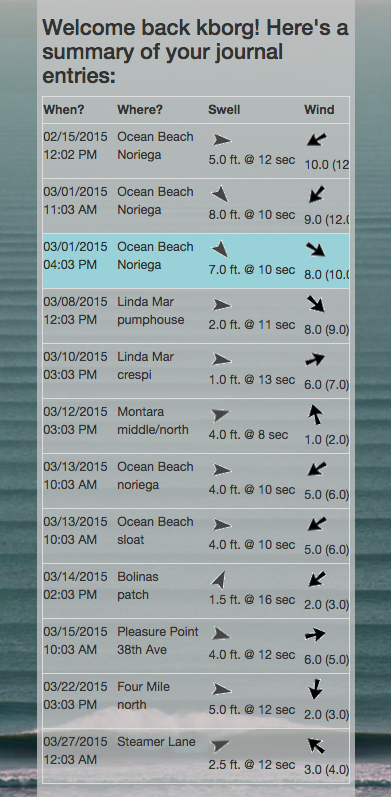 Welcome back kborg! Here's a
summary of your journal
entries:
When? Where? Swell Wind
02/15/2015 Ocean Beach
12:02 PM Noriega 5.0 ft. @ 12 sec 10.0 (12
03/01/2015 Ocean Beach
11:03 AM Noriega 8.0 ft. @ 10 sec 9.0 (12.0
03/01/2015 Ocean Beach
04:03 PM Noriega 7.0 ft. @ 10 sec 8.0 (10.0
03/08/2015 Linda Mar
12:03 PM pumphouse 2.0 ft. @ 11 sec 8.0 (9.0)
03/10/2015 Linda Mar
03:03 PM crespi 1.0 ft. @ 13 sec 6.0 (7.0)
03/12/2015 Montara
03:03 PM middle/north 4.0 ft. @ 8 sec 1.0 (2.0)
03/13/2015 Ocean Beach
10:03 AM noriega 4.0 ft. @ 10 sec 5.0 (6.0)
03/13/2015 Ocean Beach
10:03 AM sloat 4.0 ft. @ 10 sec 5.0 (6.0)
03/14/2015 Bolinas
02:03 PM patch 1.5 ft. @ 16 sec 2.0 (3.0)
03/15/2015 Pleasure Point
10:03 AM 38th Ave 4.0 ft. @ 12 sec 6.0 (5.0)
03/22/2015 Four Mile
03:03 PM north 5.0 ft. @ 12 sec 2.0 (3.0)
03/27/2015 Steamer Lane
12:03 AM 2.5 ft. @ 12 sec 3.0 (4.0)